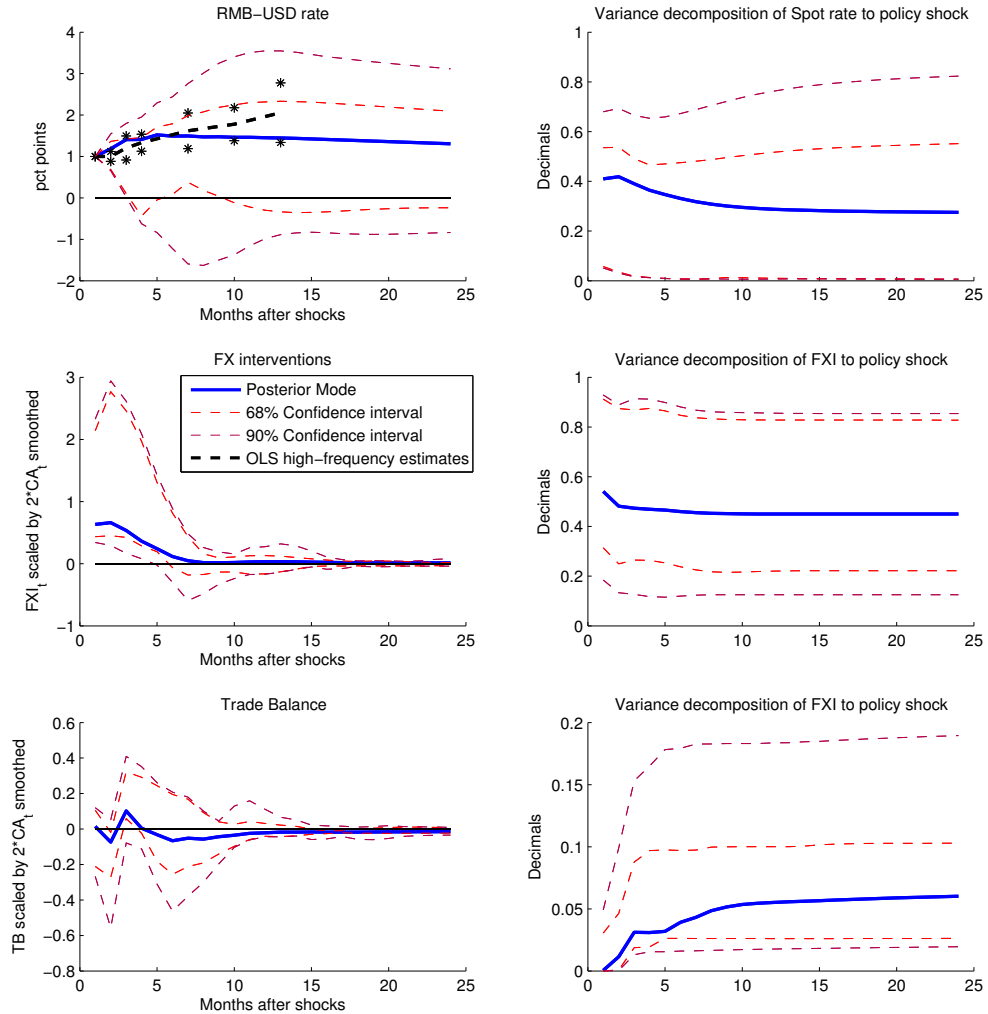 RMB−USD rate
4
3
2
1
0
−1
−2
pct points
0 5 10 15 20 25
Months after shocks
Variance decomposition of Spot rate to policy shock
1
0.8
0.6
0.4
0.2
0
Decimals
0 5 10 15 20 25
FX interventions
3
2
1
0
−1
FXI_t scaled by 2*CA_t smoothed
Posterior Mode
68% Confidence interval
90% Confidence interval
OLS high−frequency estimates
0 5 10 15 20 25
Months after shocks
Variance decomposition of FXI to policy shock
1
0.8
0.6
0.4
0.2
0
Decimals
0 5 10 15 20 25
Trade Balance
0.6
0.4
0.2
0
−0.2
−0.4
−0.6
−0.8
TB scaled by 2*CA_t smoothed
0 5 10 15 20 25
Months after shocks
Variance decomposition of FXI to policy shock
0.2
0.15
0.1
0.05
0
Decimals
0 5 10 15 20 25